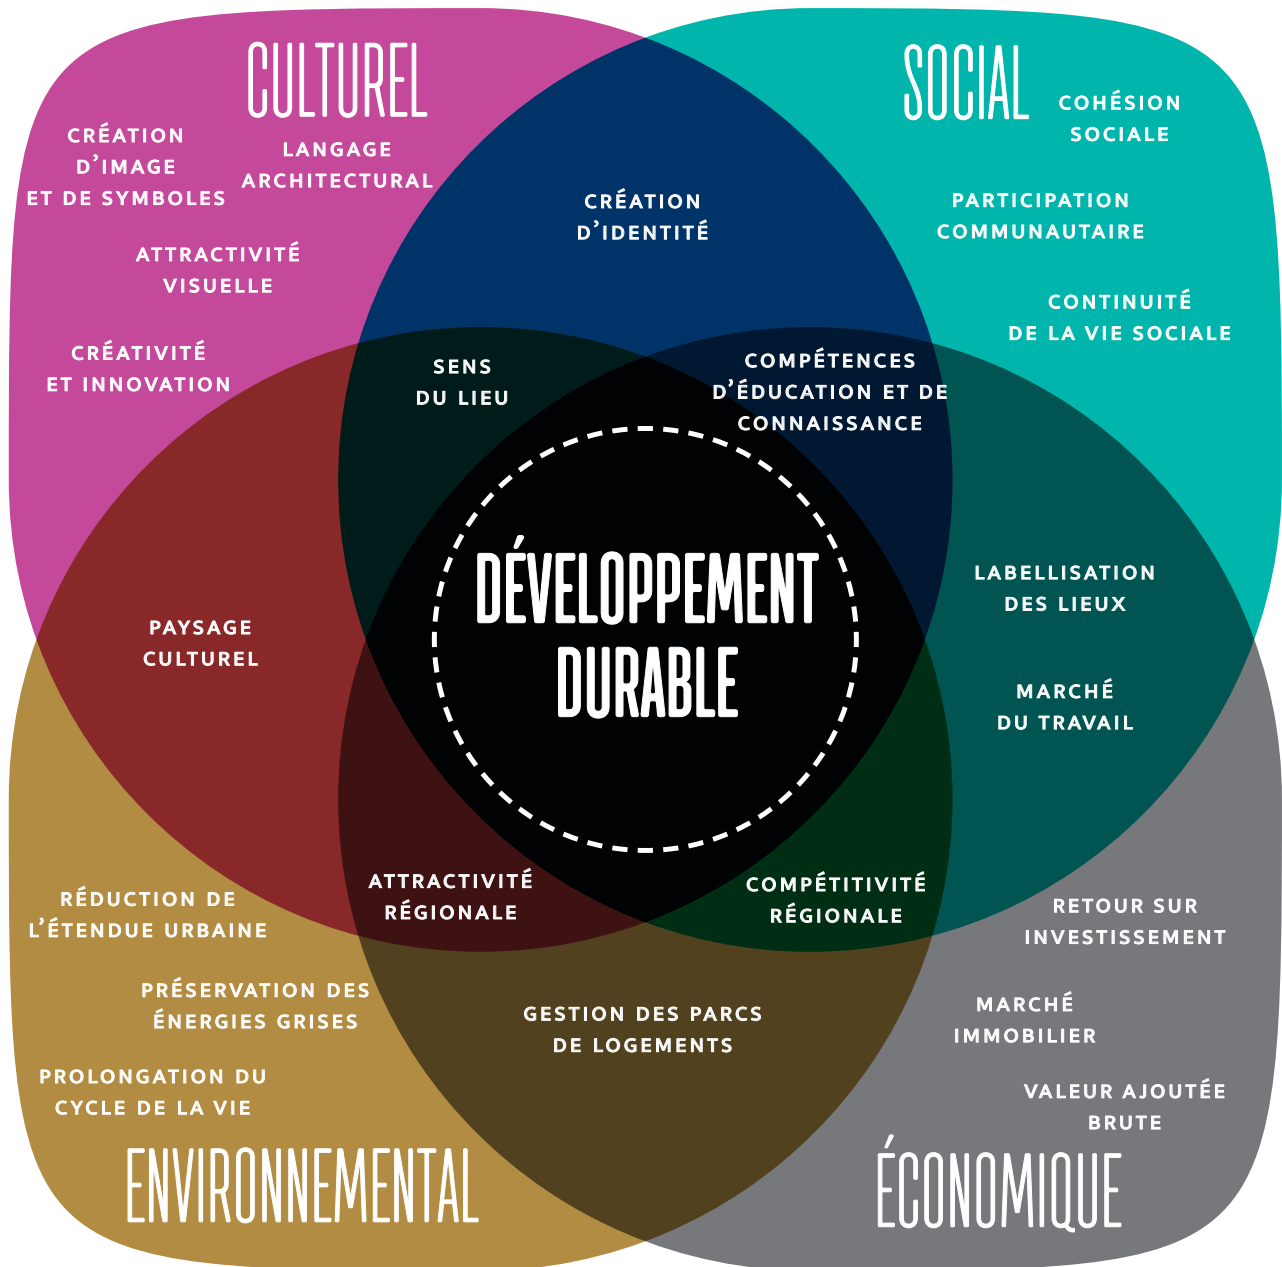 CULTUREL
CRÉATION
D’IMAGE
ET DE SYMBOLES
LANGAGE
ARCHITECTURAL
ATTRACTIVITÉ
VISUELLE
CRÉATIVITÉ
ET INNOVATION
CRÉATION
D’IDENTITÉ
SOCIAL
COHÉSION
SOCIALE
PARTICIPATION
COMMUNAUTAIRE
CONTINUITÉ
DE LA VIE SOCIALE
SENS
DU LIEU
COMPÉTENCES
D’ÉDUCATION ET DE
CONNAISSANCE
PAYSAGE
CULTUREL
DÉVELOPPEMENT
DURABLE
LABELLISATION
DES LIEUX
MARCHÉ
DU TRAVAIL
ATTRACTIVITÉ
RÉGIONALE
COMPÉTITIVITÉ
RÉGIONALE
RÉDUCTION DE
L’ÉTENDUE URBAINE
PRÉSERVATION DES
ÉNERGIES GRISES
PROLONGATION DU
CYCLE DE LA VIE
ENVIRONNEMENTAL
GESTION DES PARCS
DE LOGEMENTS
RETOUR SUR
INVESTISSEMENT
MARCHÉ
IMMOBILIER
VALEUR AJOUTÉE
BRUTE
ÉCONOMIQUE